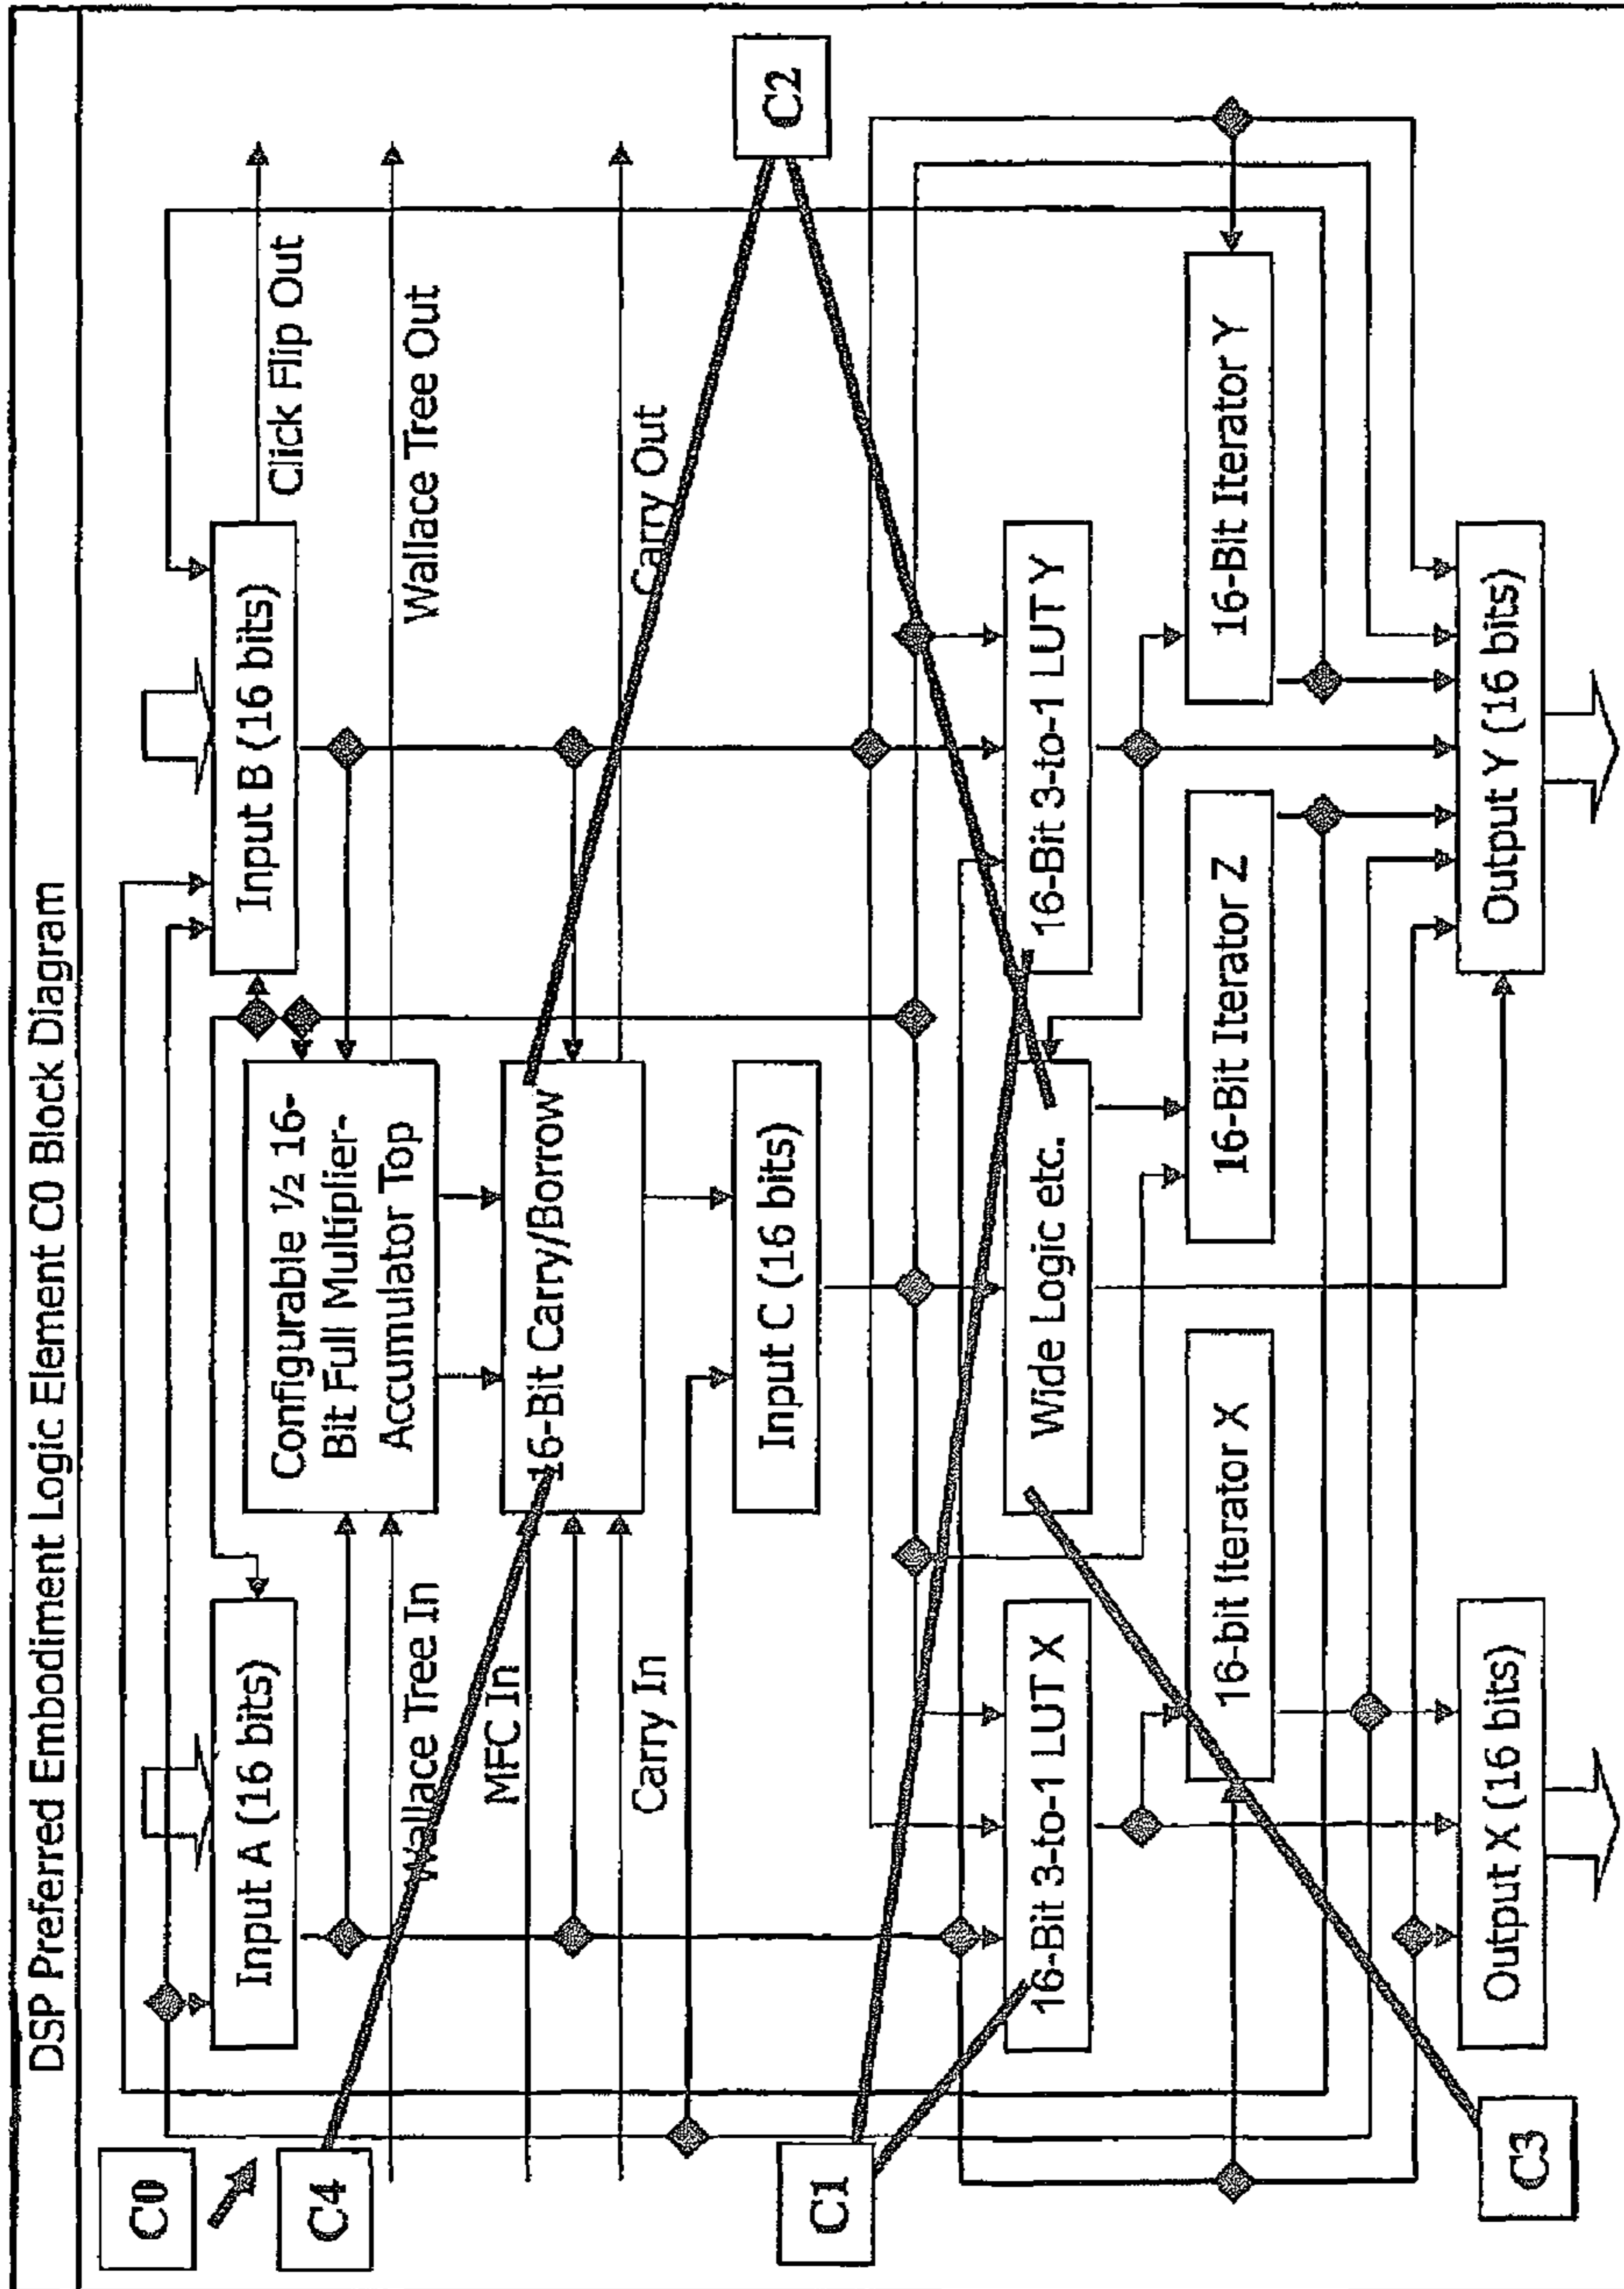 DSP Preferred Embodiment Logic Element C0 Block Diagram
C0
C4
Input A (16 bits)
Configurable ½ 16-
Bit Full Multiplier-
Accumulator Top
Input B (16 bits)
Click Flip Out
Wallace Tree In
Wallace Tree Out
MFC In
16-Bit Carry/Borrow
Carry In
Carry Out
C2
Input C (16 bits)
C1
16-Bit 3-to-1 LUT X
Wide Logic etc.
16-Bit 3-to-1 LUT Y
16-bit Iterator X
16-Bit Iterator Z
16-Bit Iterator Y
C3
Output X (16 bits)
Output Y (16 bits)